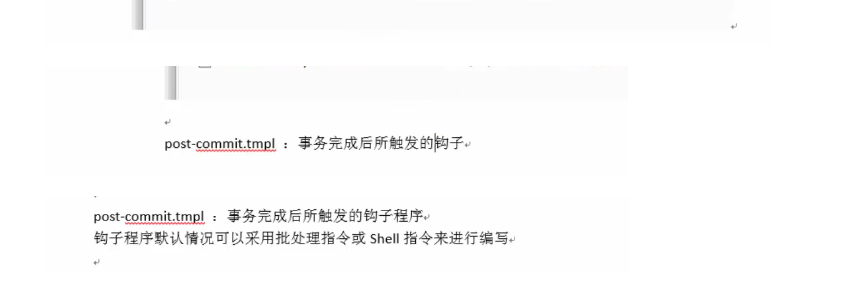 post-commit.tmpl ：事务完成后所触发的钩子
post-commit.tmpl ：事务完成后所触发的钩子程序
钩子程序默认情况可以采用批处理指令或 Shell 指令来进行编写